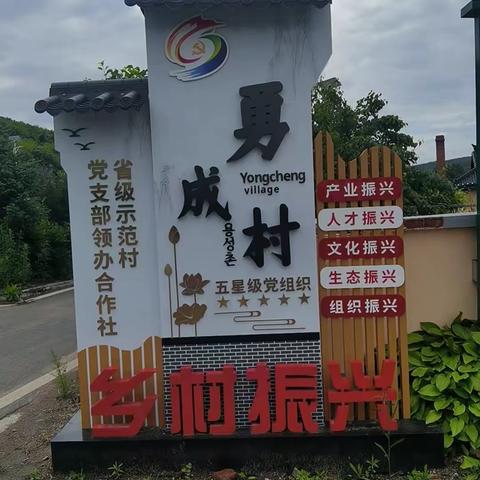 勇成村
Yongcheng
village
용성촌
五星级党组织
省级示范村
党支部领办合作社
产业振兴
人才振兴
文化振兴
生态振兴
组织振兴
乡村振兴